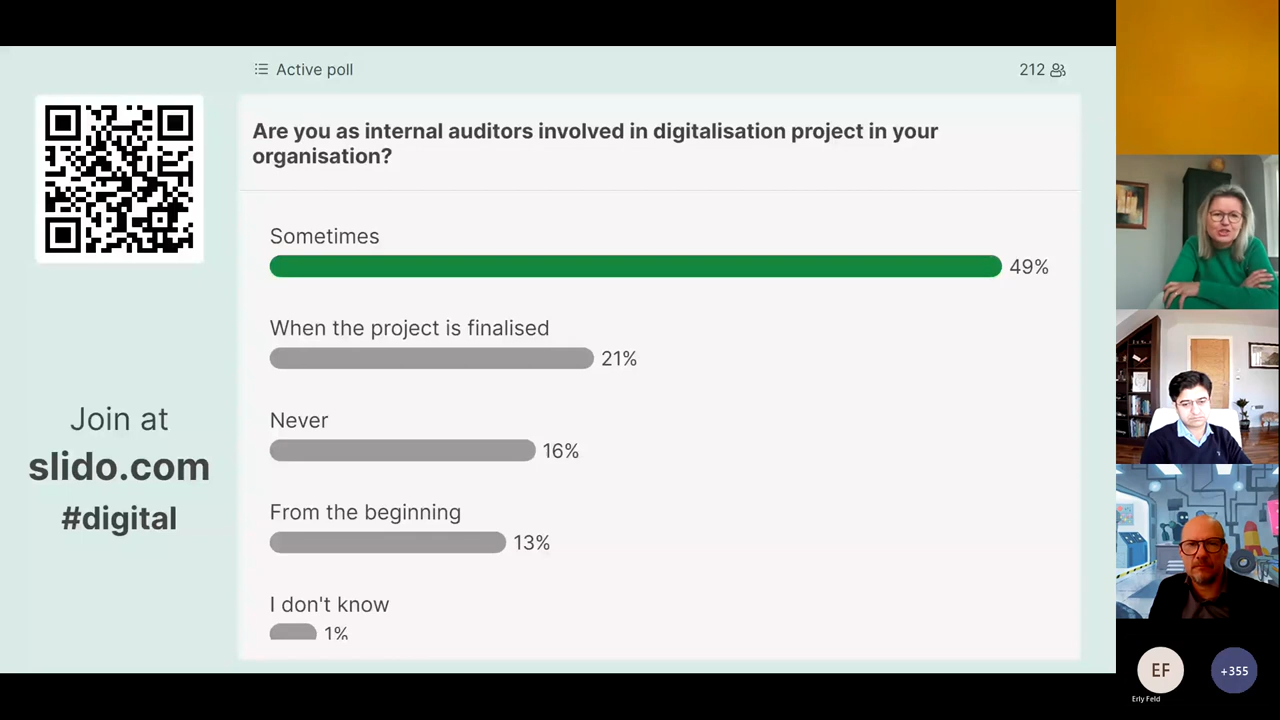 Active poll
212
Are you as internal auditors involved in digitalisation project in your
organisation?
Sometimes
49%
When the project is finalised
21%
Never
16%
From the beginning
13%
I don't know
1%
Join at
slido.com
#digital
EF
Erly Feld
+355